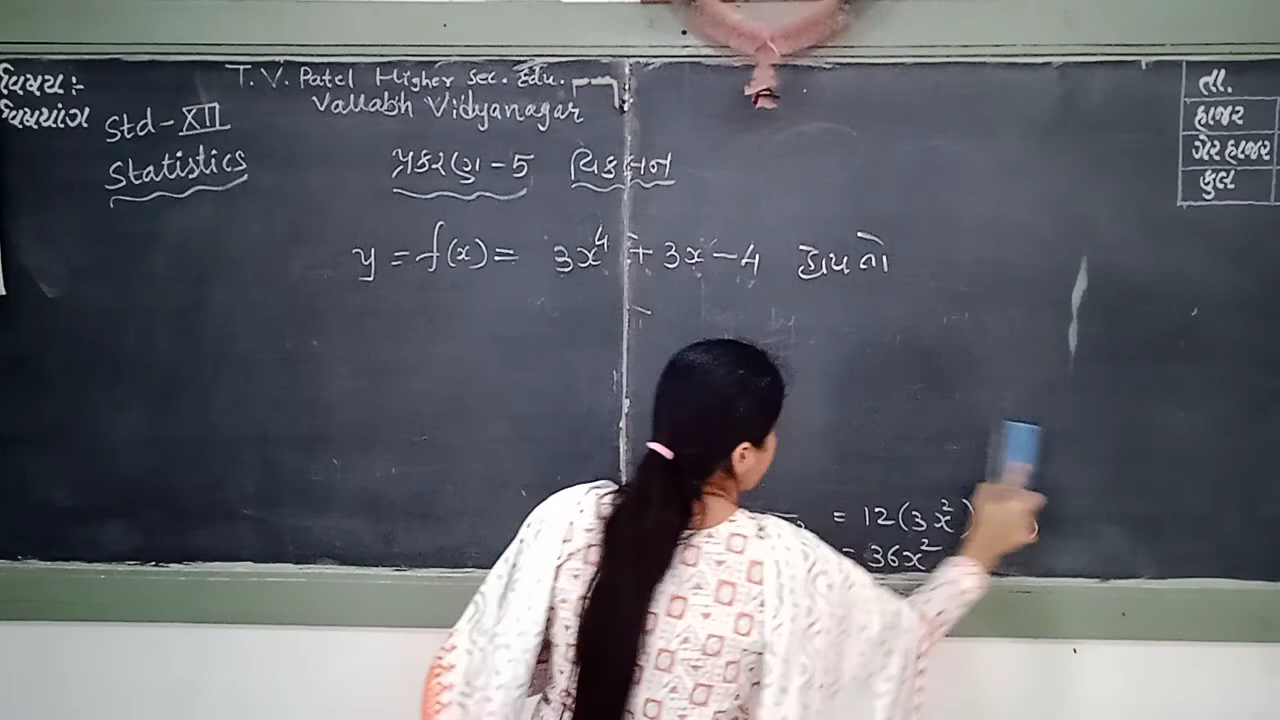 વિષય :-
વિષયાંગ
T. V. Patel Higher Sec. Edu.
Vallabh Vidyanagar
Std - XII
Statistics
પ્રકરણ - 5 વિકલન
y = f(x) = 3x⁴ + 3x - 4 હોય તો
= 12(3x²)
= 36x²
તા.
હાજર
ગેરહાજર
કુલ